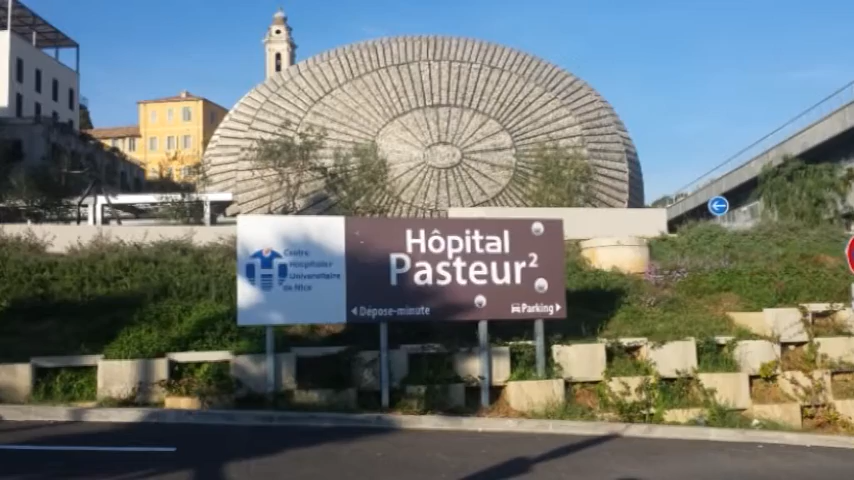 Centre
Hospitalier
Universitaire
de Nice
Hôpital
Pasteur²
Dépose-minute
Parking